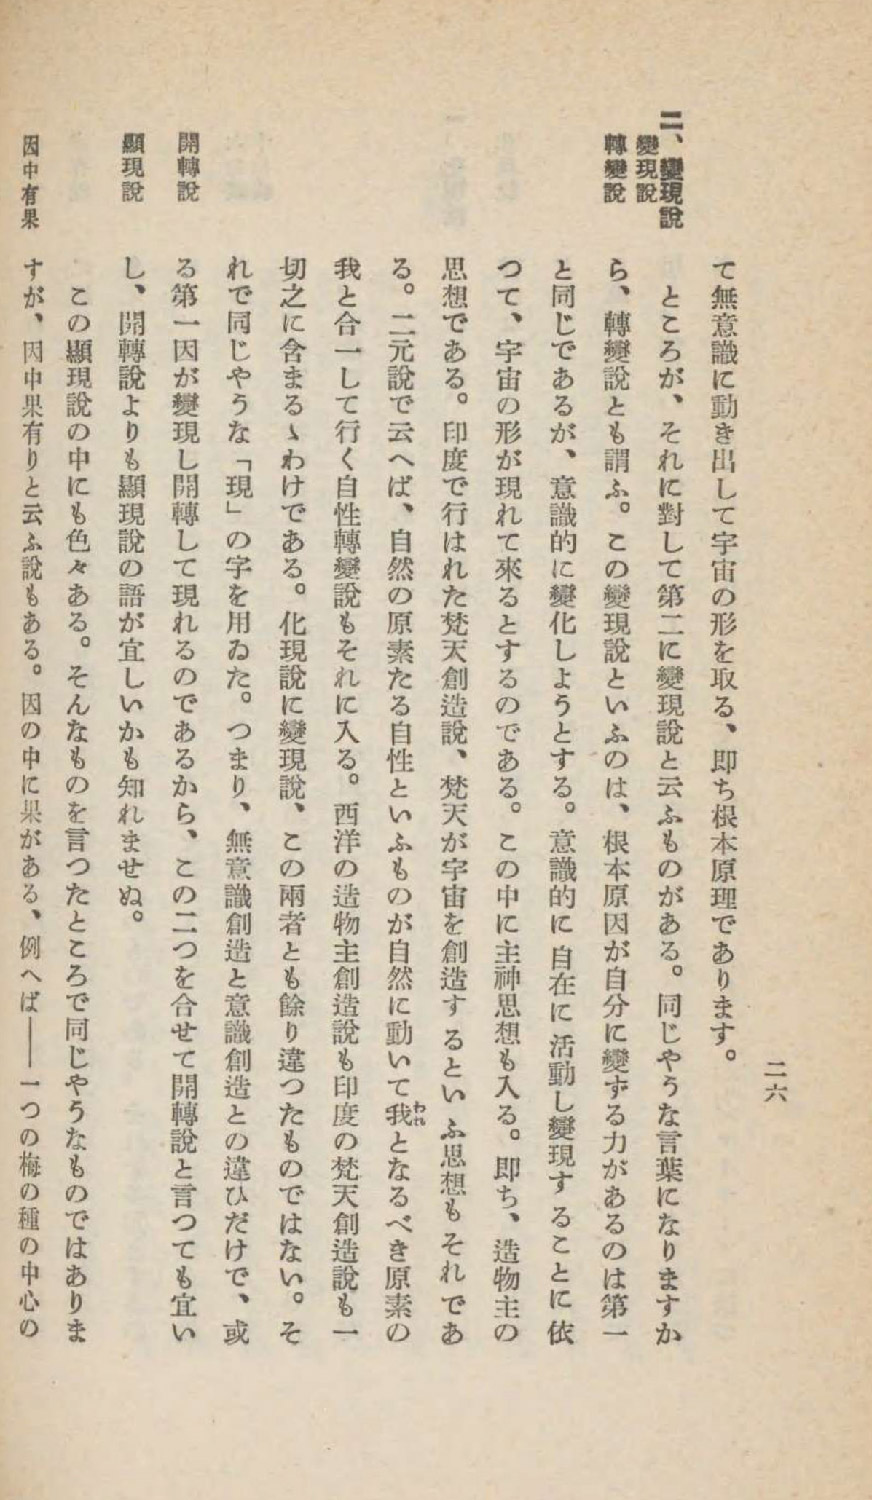 二六
て無意識に動き出して宇宙の形を取る、卽ち根本原理であります。
二、變現說
變現說
轉變說
ところが、それに對して第二に變現說と云ふものがある。同じやうな言葉になりますか
ら、轉變說とも謂ふ。この變現說といふのは、根本原因が自分に變ずる力があるのは第一
と同じであるが、意識的に變化しようとする。意識的に自在に活動し變現することに依
つて、宇宙の形が現れて來るとするのである。この中に主神思想も入る。卽ち、造物主の
思想である。印度で行はれた梵天創造說、梵天が宇宙を創造するといふ思想もそれであ
る。二元說で云へば、自然の原素たる自性といふものが自然に動いて我となるべき原素の
われ
我と合一して行く自性轉變說もそれに入る。西洋の造物主創造說も印度の梵天創造說も一
切之に含まるゝわけである。化現說に變現說、この兩者とも餘り違つたものではない。そ
れで同じやうな「現」の字を用ゐた。つまり、無意識創造と意識創造との違ひだけで、或
開轉說
る第一因が變現し開轉して現れるのであるから、この二つを合せて開轉說と言つても宜い
顯現說
し、開轉說よりも顯現說の語が宜しいかも知れませぬ。
この顯現說の中にも色々ある。そんなものを言つたところで同じやうなものではありま
因中有果
すが、因中果有りと云ふ說もある。因の中に果がある、例へば――一つの梅の種の中心の